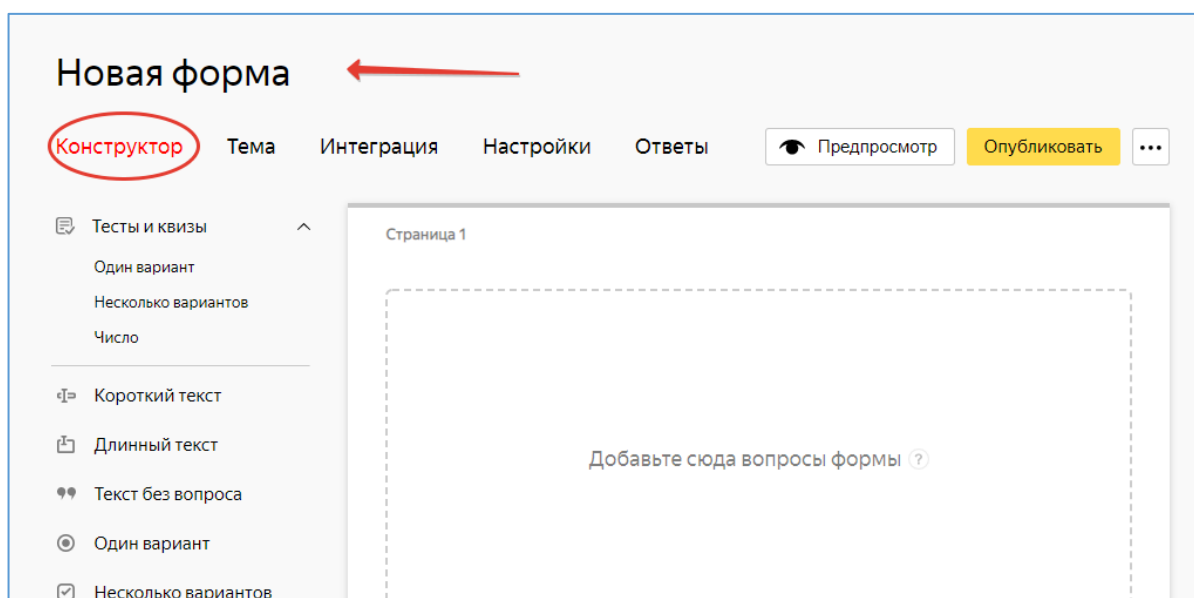 Новая форма
Конструктор Тема Интеграция Настройки Ответы Предпросмотр Опубликовать
Тесты и квизы
Один вариант
Несколько вариантов
Число
Короткий текст
Длинный текст
Текст без вопроса
Один вариант
Несколько вариантов
Страница 1
Добавьте сюда вопросы формы ?